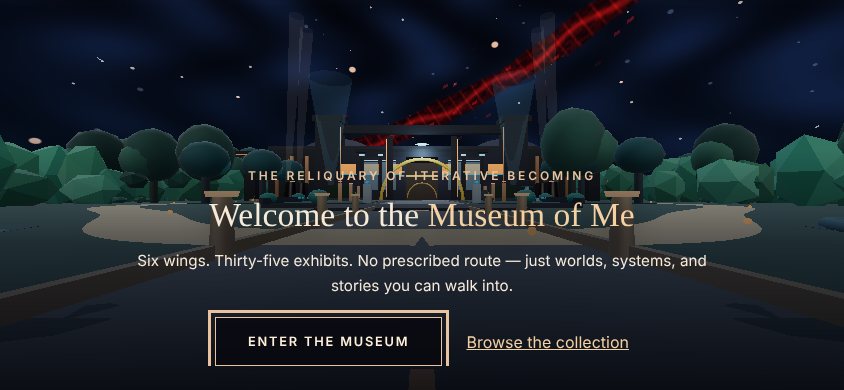 THE RELIQUARY OF ITERATIVE BECOMING
Welcome to the Museum of Me
Six wings. Thirty-five exhibits. No prescribed route — just worlds, systems, and
stories you can walk into.
ENTER THE MUSEUM
Browse the collection